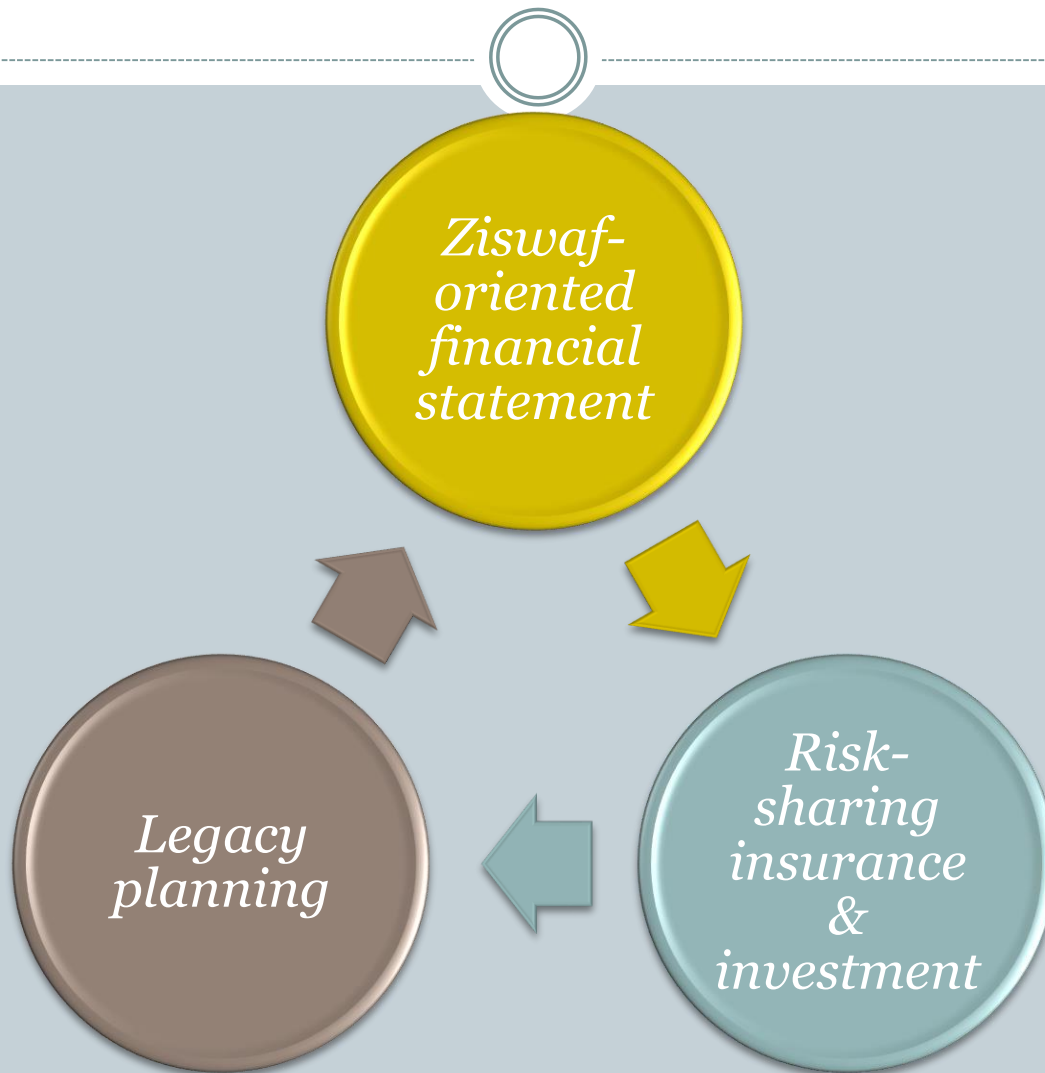 Ziswaf-
oriented
financial
statement
Risk-
sharing
insurance
&
investment
Legacy
planning